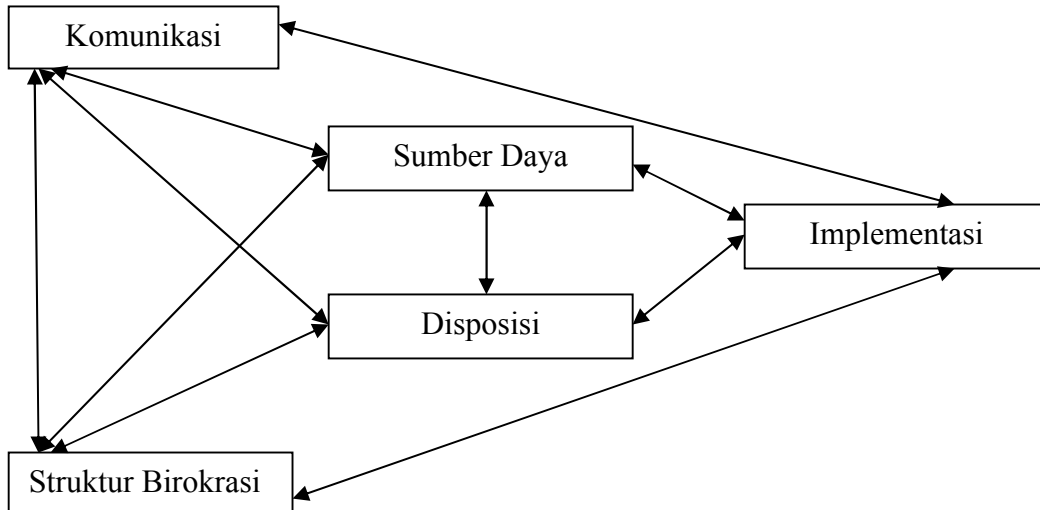 Komunikasi
Sumber Daya
Implementasi
Disposisi
Struktur Birokrasi